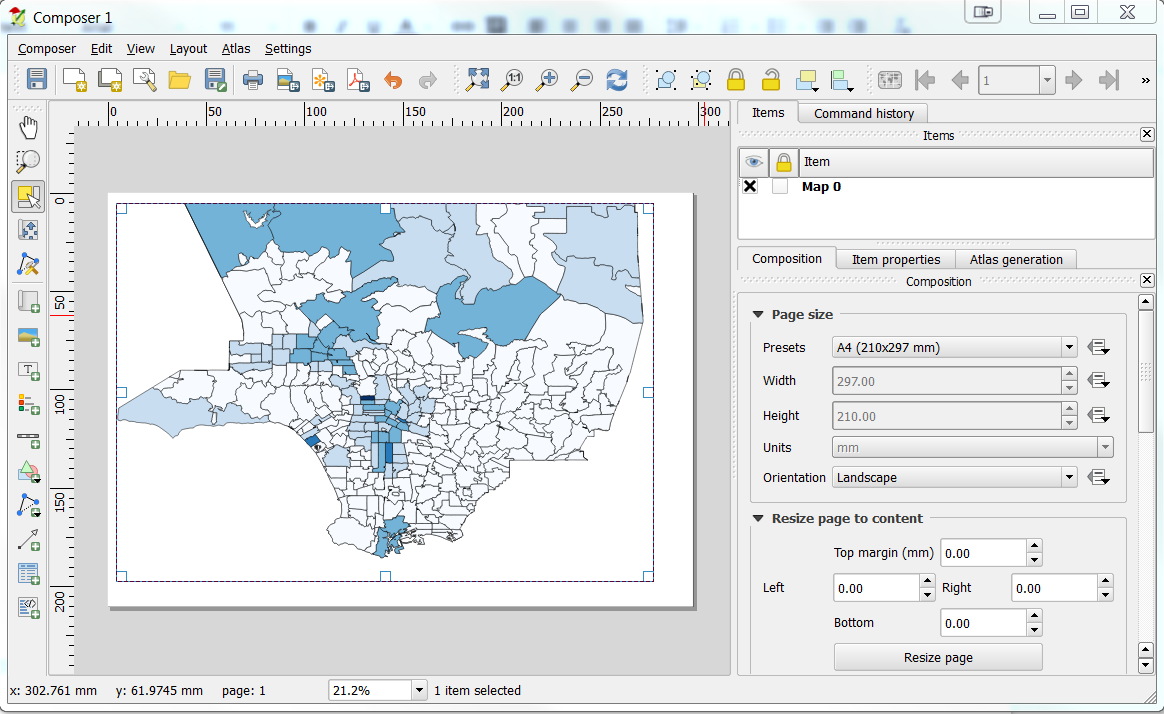 Composer 1
Composer Edit View Layout Atlas Settings
1:1 1 »
0 50 100 150 200 250 300
0
50
100
150
200
T
Items Command history
Items
Item
Map 0
Composition Item properties Atlas generation
Composition
Page size
Presets A4 (210x297 mm)
Width 297.00
Height 210.00
Units mm
Orientation Landscape
Resize page to content
Top margin (mm) 0.00
Left 0.00 Right 0.00
Bottom 0.00
Resize page
x: 302.761 mm y: 61.9745 mm page: 1 21.2% 1 item selected